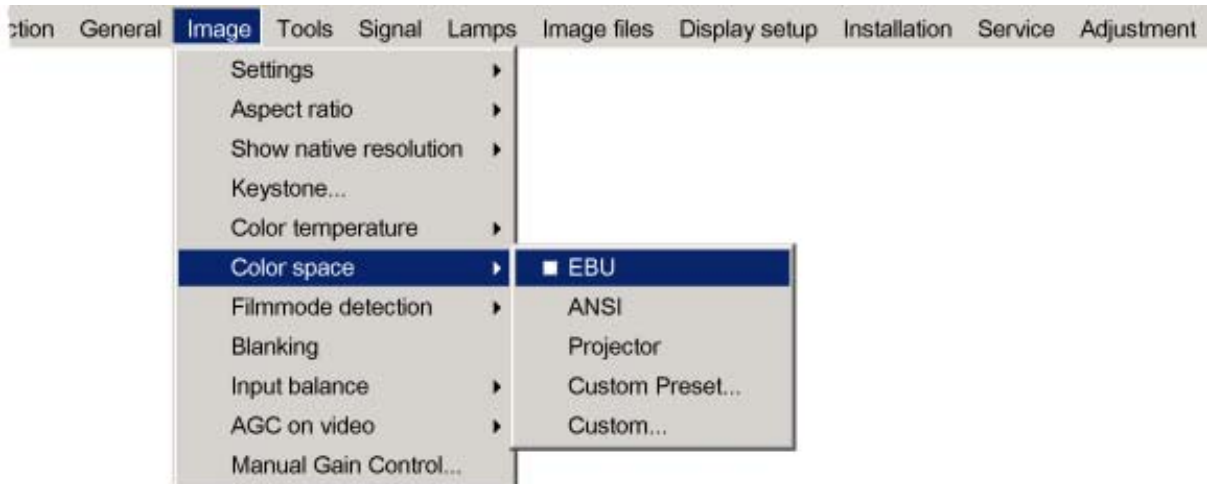 ction General Image Tools Signal Lamps Image files Display setup Installation Service Adjustment
Settings
Aspect ratio
Show native resolution
Keystone...
Color temperature
Color space
EBU
Filmmode detection
ANSI
Blanking
Projector
Input balance
Custom Preset...
AGC on video
Custom...
Manual Gain Control...